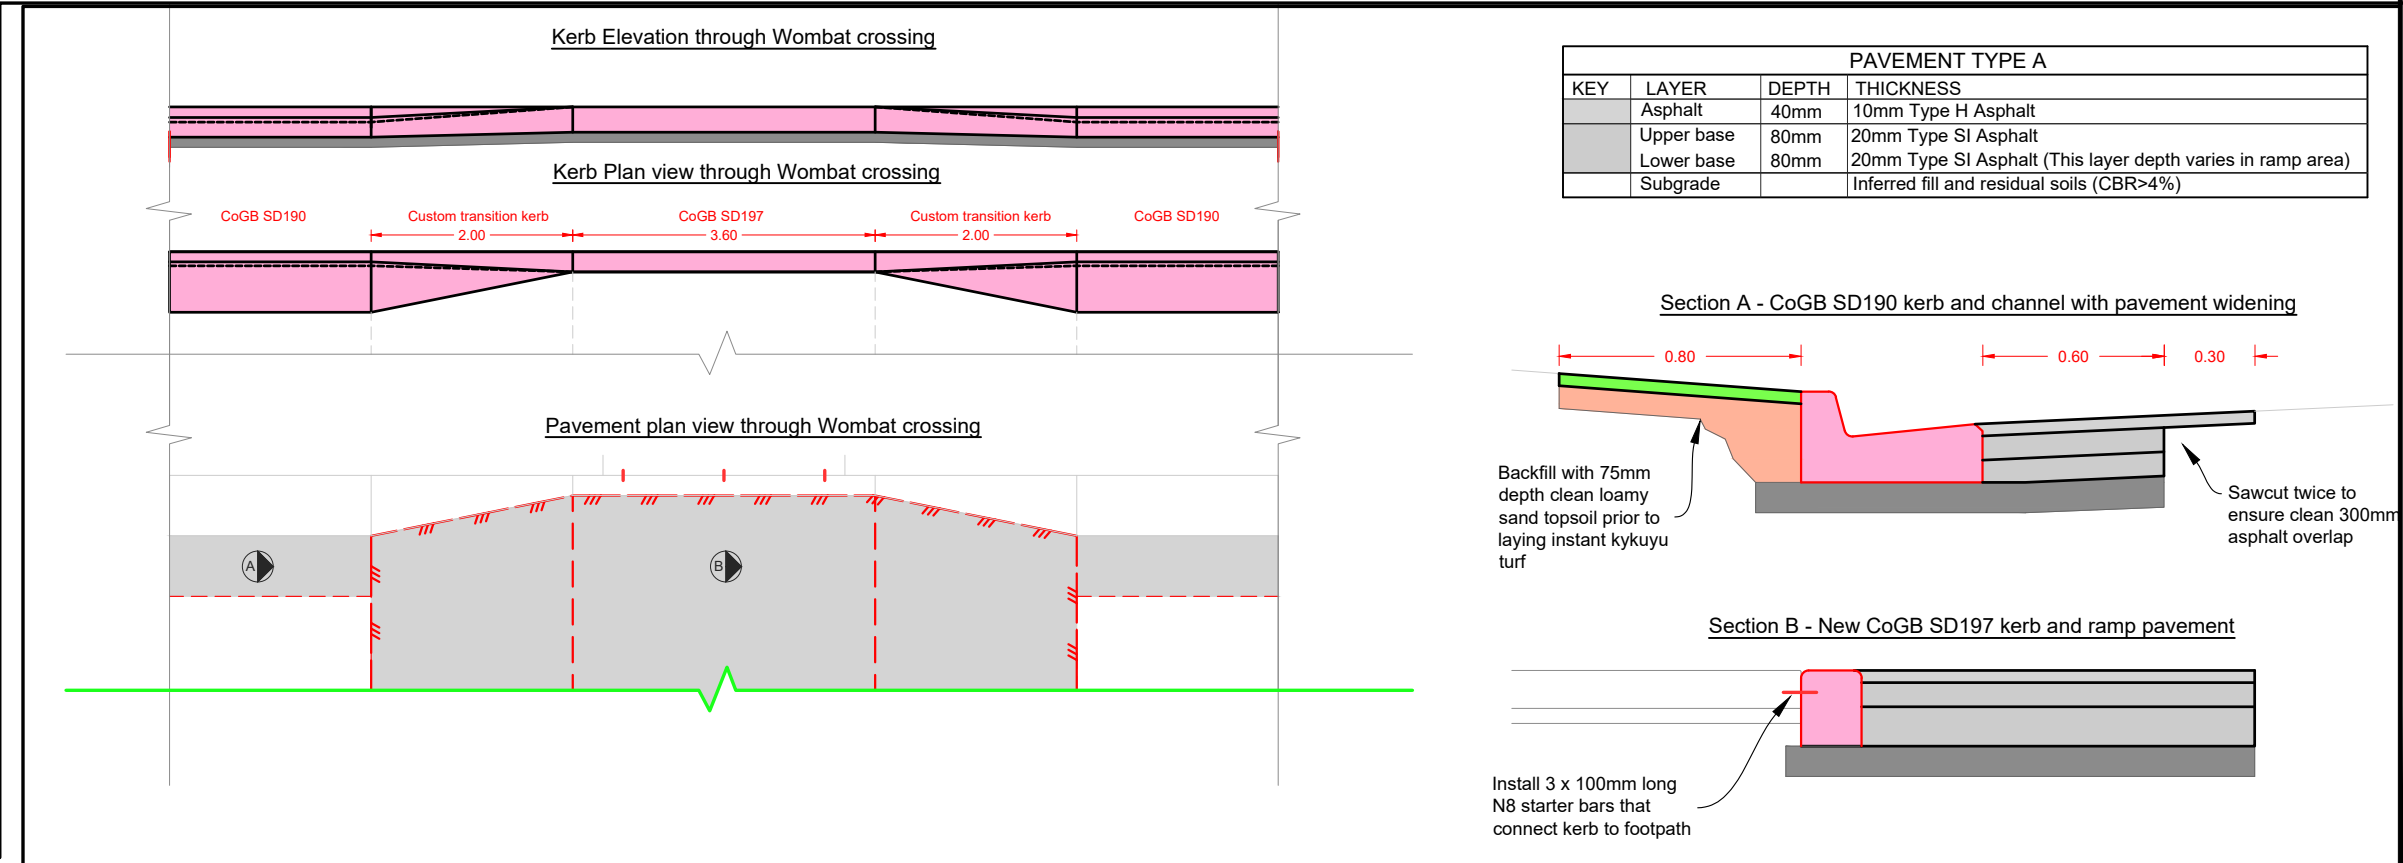 Kerb Elevation through Wombat crossing
Kerb Plan view through Wombat crossing
CoGB SD190
Custom transition kerb
CoGB SD197
Custom transition kerb
CoGB SD190
2.00
3.60
2.00
Pavement plan view through Wombat crossing
A
B
PAVEMENT TYPE A
KEY LAYER DEPTH THICKNESS
Asphalt 40mm 10mm Type H Asphalt
Upper base 80mm 20mm Type SI Asphalt
Lower base 80mm 20mm Type SI Asphalt (This layer depth varies in ramp area)
Subgrade Inferred fill and residual soils (CBR>4%)
Section A - CoGB SD190 kerb and channel with pavement widening
0.80
0.60
0.30
Backfill with 75mm
depth clean loamy
sand topsoil prior to
laying instant kykuyu
turf
Sawcut twice to
ensure clean 300mm
asphalt overlap
Section B - New CoGB SD197 kerb and ramp pavement
Install 3 x 100mm long
N8 starter bars that
connect kerb to footpath